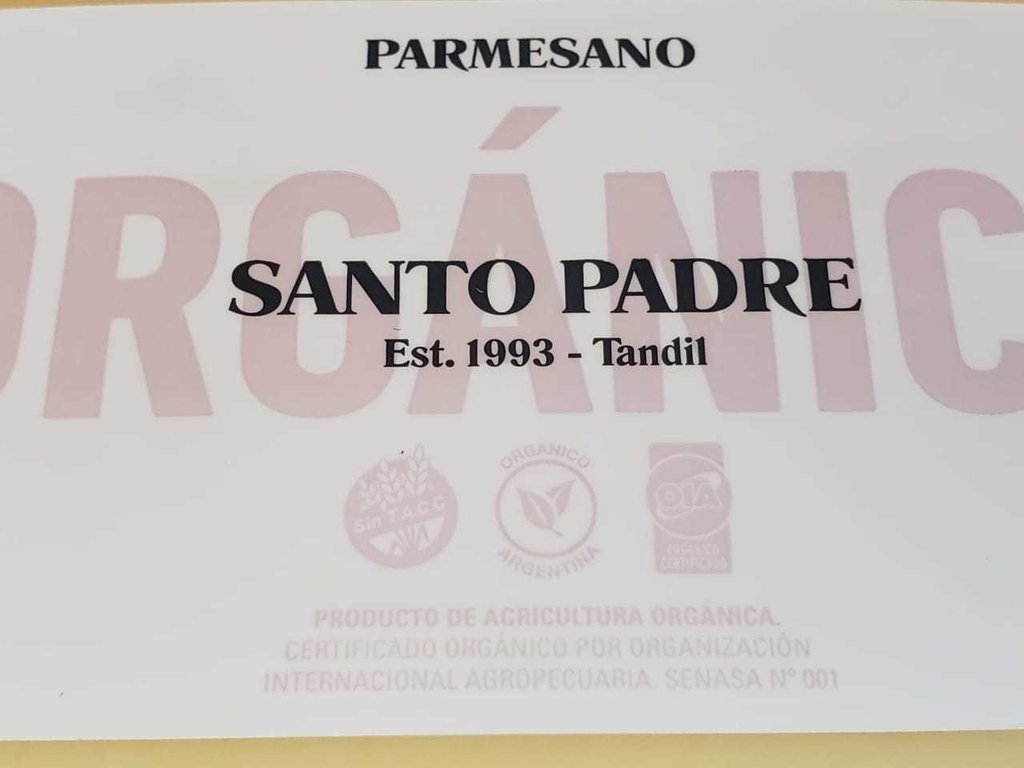 PARMESANO
ORGÁNIC
SANTO PADRE
Est. 1993 - Tandil
Sin T.A.C.C
ORGANICO
ARGENTINA
OIA
ORGANICO
CERTIFICADO
PRODUCTO DE AGRICULTURA ORGÁNICA.
CERTIFICADO ORGÁNICO POR ORGANIZACIÓN
INTERNACIONAL AGROPECUARIA. SENASA N° 001